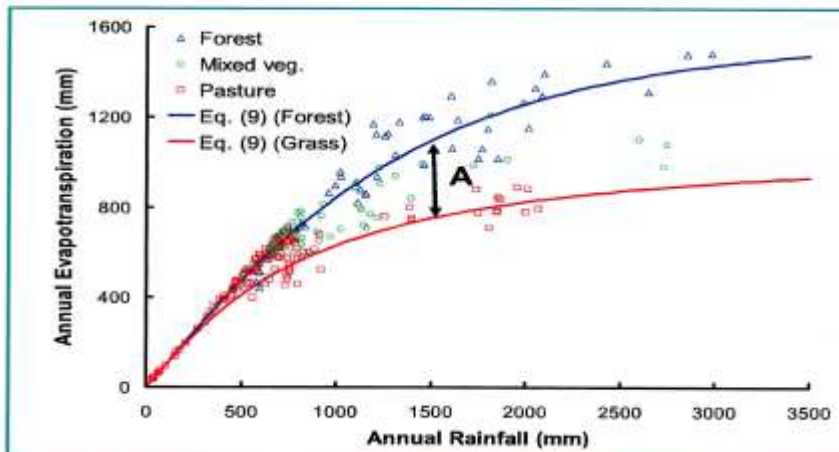 Annual Evapotranspiration (mm)
1600
1200
800
400
0
Forest
Mixed veg.
Pasture
Eq. (9) (Forest)
Eq. (9) (Grass)
A
0 500 1000 1500 2000 2500 3000 3500
Annual Rainfall (mm)